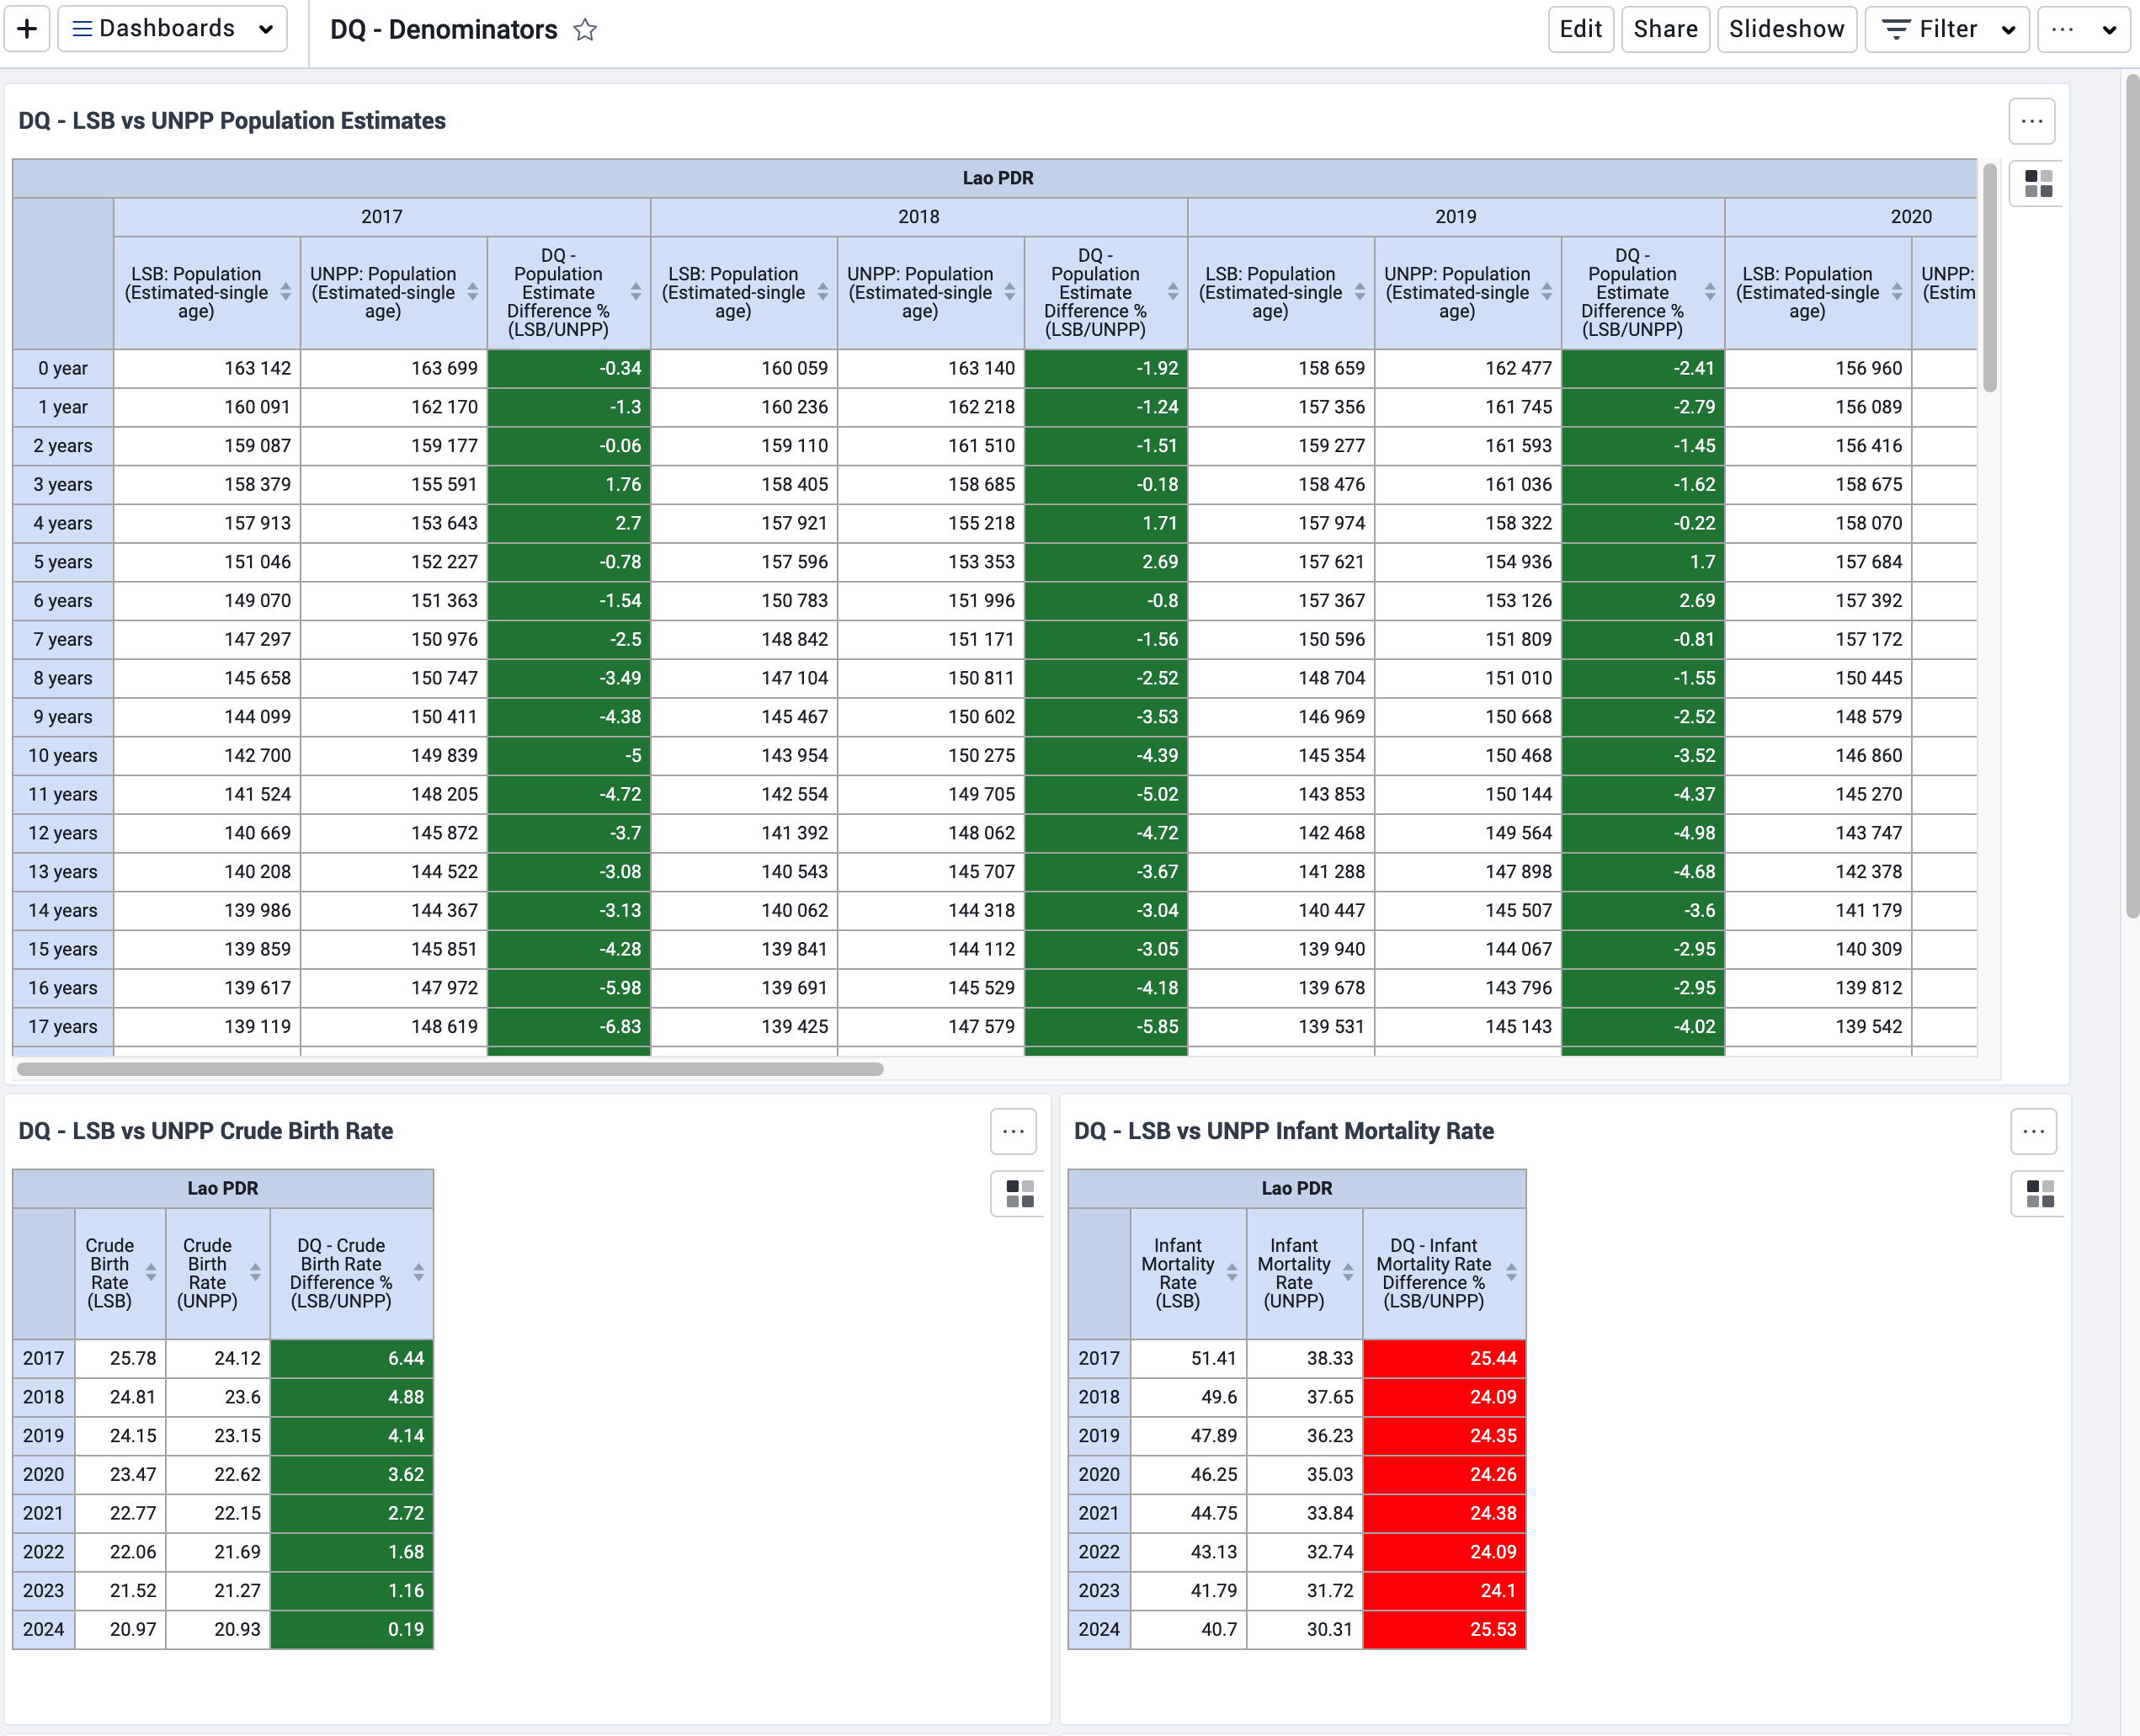 + Dashboards DQ - Denominators Edit Share Slideshow Filter ...
DQ - LSB vs UNPP Population Estimates
Lao PDR
2017 2018 2019 2020
LSB: Population (Estimated-single age) UNPP: Population (Estimated-single age) DQ - Population Estimate Difference % (LSB/UNPP) LSB: Population (Estimated-single age) UNPP: Population (Estimated-single age) DQ - Population Estimate Difference % (LSB/UNPP) LSB: Population (Estimated-single age) UNPP: Population (Estimated-single age) DQ - Population Estimate Difference % (LSB/UNPP) LSB: Population (Estimated-single age) UNPP: (Estim
0 year 163 142 163 699 -0.34 160 059 163 140 -1.92 158 659 162 477 -2.41 156 960
1 year 160 091 162 170 -1.3 160 236 162 218 -1.24 157 356 161 745 -2.79 156 089
2 years 159 087 159 177 -0.06 159 110 161 510 -1.51 159 277 161 593 -1.45 156 416
3 years 158 379 155 591 1.76 158 405 158 685 -0.18 158 476 161 036 -1.62 158 675
4 years 157 913 153 643 2.7 157 921 155 218 1.71 157 974 158 322 -0.22 158 070
5 years 151 046 152 227 -0.78 157 596 153 353 2.69 157 621 154 936 1.7 157 684
6 years 149 070 151 363 -1.54 150 783 151 996 -0.8 157 367 153 126 2.69 157 392
7 years 147 297 150 976 -2.5 148 842 151 171 -1.56 150 596 151 809 -0.81 157 172
8 years 145 658 150 747 -3.49 147 104 150 811 -2.52 148 704 151 010 -1.55 150 445
9 years 144 099 150 411 -4.38 145 467 150 602 -3.53 146 969 150 668 -2.52 148 579
10 years 142 700 149 839 -5 143 954 150 275 -4.39 145 354 150 468 -3.52 146 860
11 years 141 524 148 205 -4.72 142 554 149 705 -5.02 143 853 150 144 -4.37 145 270
12 years 140 669 145 872 -3.7 141 392 148 062 -4.72 142 468 149 564 -4.98 143 747
13 years 140 208 144 522 -3.08 140 543 145 707 -3.67 141 288 147 898 -4.68 142 378
14 years 139 986 144 367 -3.13 140 062 144 318 -3.04 140 447 145 507 -3.6 141 179
15 years 139 859 145 851 -4.28 139 841 144 112 -3.05 139 940 144 067 -2.95 140 309
16 years 139 617 147 972 -5.98 139 691 145 529 -4.18 139 678 143 796 -2.95 139 812
17 years 139 119 148 619 -6.83 139 425 147 579 -5.85 139 531 145 143 -4.02 139 542
DQ - LSB vs UNPP Crude Birth Rate
Lao PDR
Crude Birth Rate (LSB) Crude Birth Rate (UNPP) DQ - Crude Birth Rate Difference % (LSB/UNPP)
2017 25.78 24.12 6.44
2018 24.81 23.6 4.88
2019 24.15 23.15 4.14
2020 23.47 22.62 3.62
2021 22.77 22.15 2.72
2022 22.06 21.69 1.68
2023 21.52 21.27 1.16
2024 20.97 20.93 0.19
DQ - LSB vs UNPP Infant Mortality Rate
Lao PDR
Infant Mortality Rate (LSB) Infant Mortality Rate (UNPP) DQ - Infant Mortality Rate Difference % (LSB/UNPP)
2017 51.41 38.33 25.44
2018 49.6 37.65 24.09
2019 47.89 36.23 24.35
2020 46.25 35.03 24.26
2021 44.75 33.84 24.38
2022 43.13 32.74 24.09
2023 41.79 31.72 24.1
2024 40.7 30.31 25.53